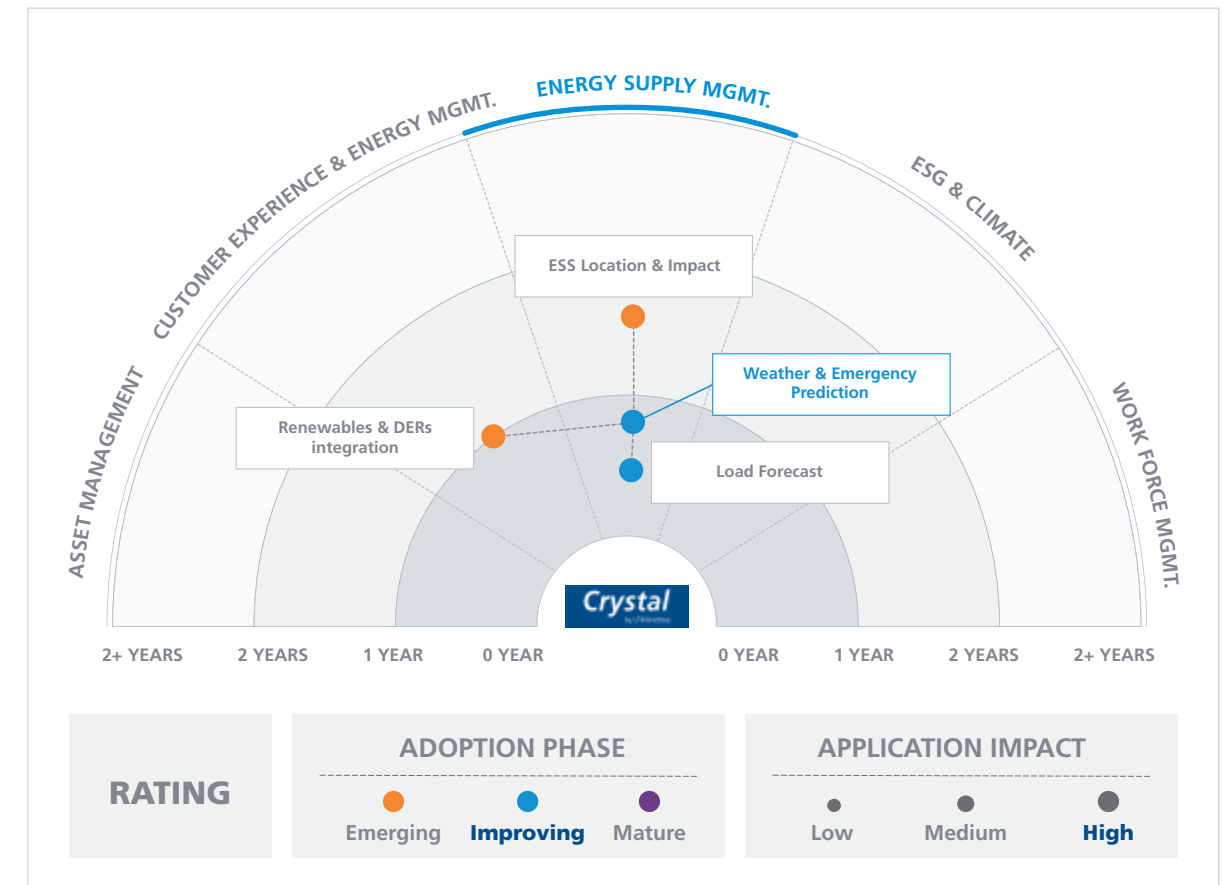 ENERGY SUPPLY MGMT.
CUSTOMER EXPERIENCE & ENERGY MGMT.
ESG & CLIMATE
ASSET MANAGEMENT
WORK FORCE MGMT.
ESS Location & Impact
Weather & Emergency
Prediction
Renewables & DERs
integration
Load Forecast
Crystal
by LTIMindtree
2+ YEARS
2 YEARS
1 YEAR
0 YEAR
0 YEAR
1 YEAR
2 YEARS
2+ YEARS
RATING
ADOPTION PHASE
Emerging
Improving
Mature
APPLICATION IMPACT
Low
Medium
High